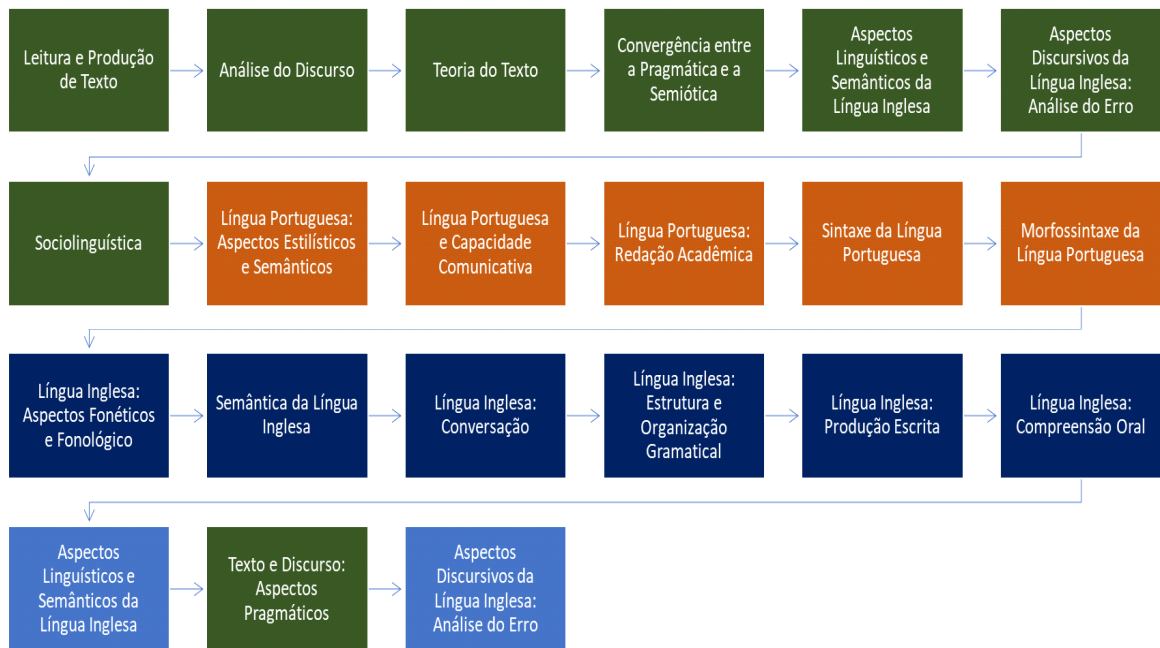 Leitura e Produção
de Texto
Análise do Discurso
Teoria do Texto
Convergência entre
a Pragmática e a
Semiótica
Aspectos
Linguísticos e
Semânticos da
Língua Inglesa
Aspectos
Discursivos da
Língua Inglesa:
Análise do Erro
Sociolinguística
Língua Portuguesa:
Aspectos Estilísticos
e Semânticos
Língua Portuguesa
e Capacidade
Comunicativa
Língua Portuguesa:
Redação Acadêmica
Sintaxe da Língua
Portuguesa
Morfossintaxe da
Língua Portuguesa
Língua Inglesa:
Aspectos Fonéticos
e Fonológico
Semântica da Língua
Inglesa
Língua Inglesa:
Conversação
Língua Inglesa:
Estrutura e
Organização
Gramatical
Língua Inglesa:
Produção Escrita
Língua Inglesa:
Compreensão Oral
Aspectos
Linguísticos e
Semânticos da
Língua Inglesa
Texto e Discurso:
Aspectos
Pragmáticos
Aspectos
Discursivos da
Língua Inglesa:
Análise do Erro